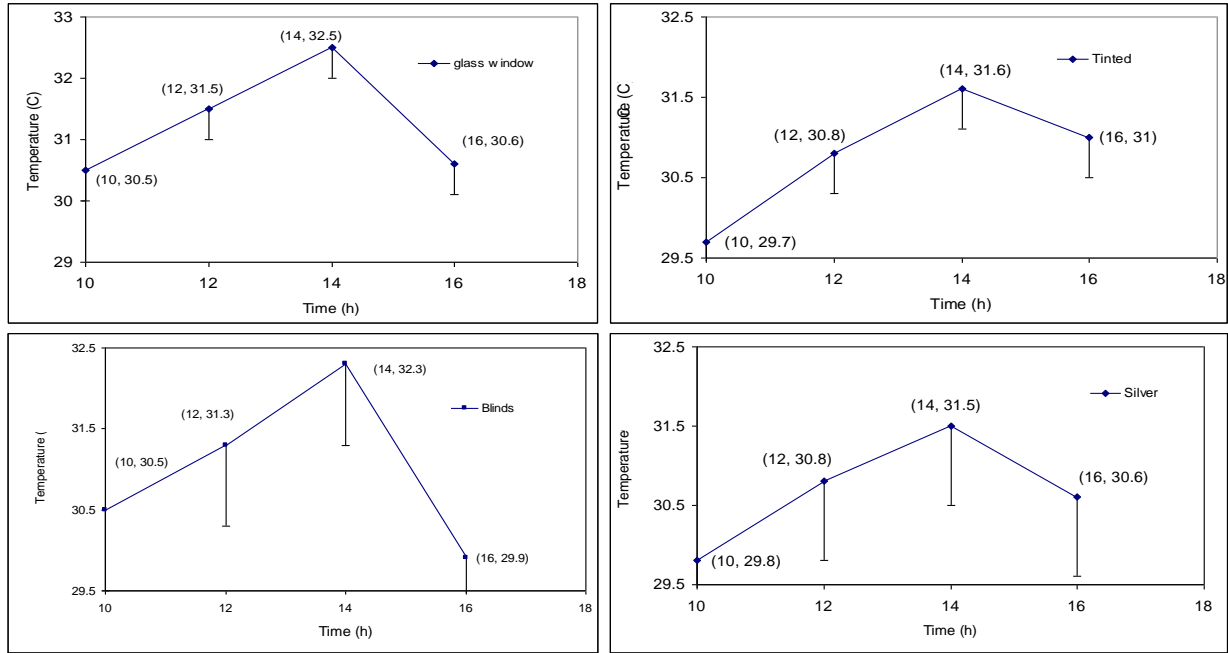 33
(14, 32.5)
glass window
(12, 31.5)
32
Temperature (C)
31
(16, 30.6)
(10, 30.5)
30
29
10 12 14 16 18
Time (h)
32.5
(14, 31.6)
Tinted
31.5
(12, 30.8)
(16, 31)
Temperature (C
30.5
(10, 29.7)
29.5
10 12 14 16 18
Time (h)
32.5
(14, 32.3)
(12, 31.3)
Blinds
31.5
Temperature (
(10, 30.5)
30.5
(16, 29.9)
29.5
10 12 14 16 18
Time (h)
32.5
Silver
(14, 31.5)
31.5
(12, 30.8)
Temperature
(16, 30.6)
30.5
(10, 29.8)
29.5
10 12 14 16 18
Time (h)